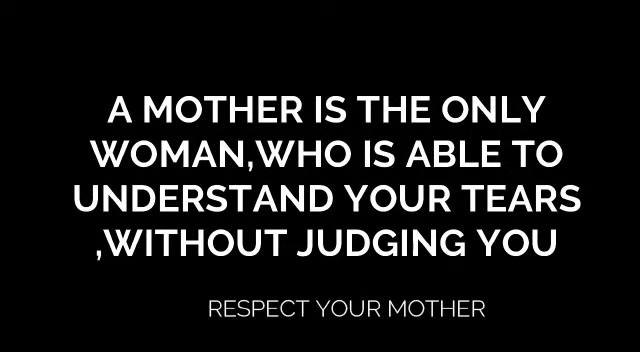 A MOTHER IS THE ONLY
WOMAN,WHO IS ABLE TO
UNDERSTAND YOUR TEARS
,WITHOUT JUDGING YOU
RESPECT YOUR MOTHER